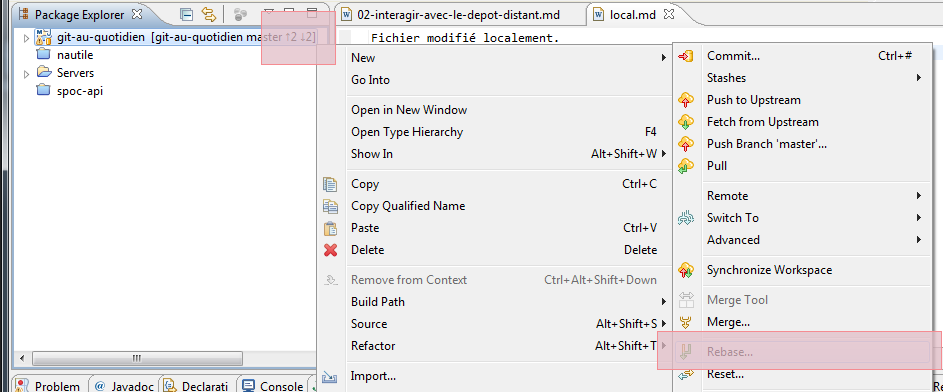 Package Explorer
git-au-quotidien [git-au-quotidien master ↑2 ↓2]
nautile
Servers
spoc-api
02-interagir-avec-le-depot-distant.md
local.md
Fichier modifié localement.
New
Go Into
Open in New Window
Open Type Hierarchy F4
Show In Alt+Shift+W
Copy Ctrl+C
Copy Qualified Name
Paste Ctrl+V
Delete Delete
Remove from Context Ctrl+Alt+Shift+Down
Build Path
Source Alt+Shift+S
Refactor Alt+Shift+T
Import...
Commit... Ctrl+#
Stashes
Push to Upstream
Fetch from Upstream
Push Branch 'master'...
Pull
Remote
Switch To
Advanced
Synchronize Workspace
Merge Tool
Merge...
Rebase...
Reset...
Problem
Javadoc
Declarati
Console
Re